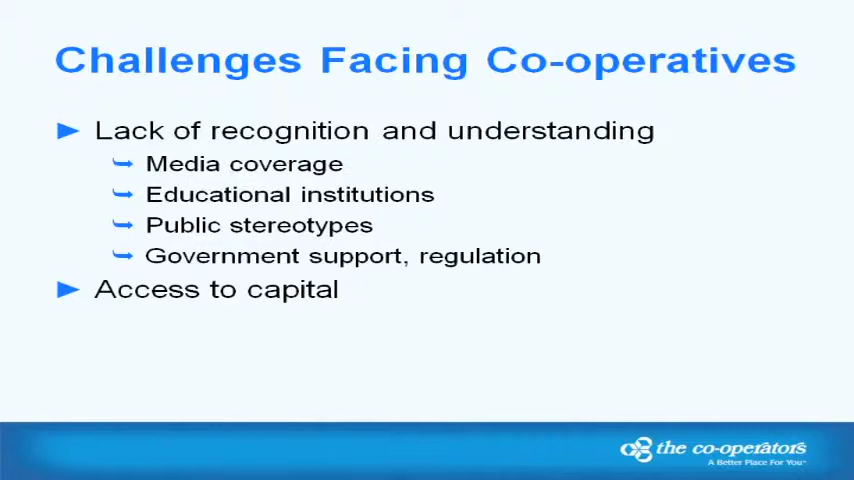 Challenges Facing Co-operatives
Lack of recognition and understanding
Media coverage
Educational institutions
Public stereotypes
Government support, regulation
Access to capital
the co-operators
A Better Place For You™